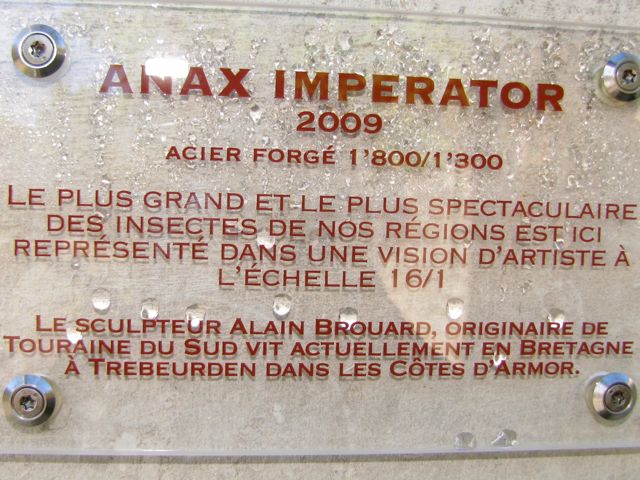 ANAX IMPERATOR
2009
ACIER FORGÉ 1'800/1'300
LE PLUS GRAND ET LE PLUS SPECTACULAIRE
DES INSECTES DE NOS RÉGIONS EST ICI
REPRÉSENTÉ DANS UNE VISION D'ARTISTE À
L'ÉCHELLE 16/1
LE SCULPTEUR ALAIN BROUARD, ORIGINAIRE DE
TOURAINE DU SUD VIT ACTUELLEMENT EN BRETAGNE
À TREBEURDEN DANS LES CÔTES D'ARMOR.